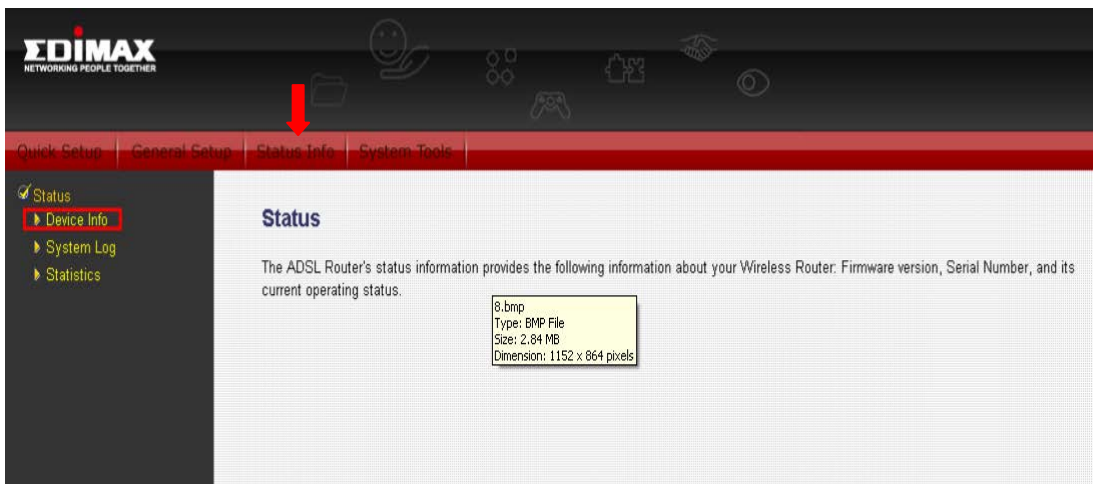 EDIMAX
NETWORKING PEOPLE TOGETHER
Quick Setup General Setup Status Info System Tools
Status
Device Info
System Log
Statistics
Status
The ADSL Router's status information provides the following information about your Wireless Router: Firmware version, Serial Number, and its
current operating status.
8.bmp
Type: BMP File
Size: 2.84 MB
Dimension: 1152 x 864 pixels